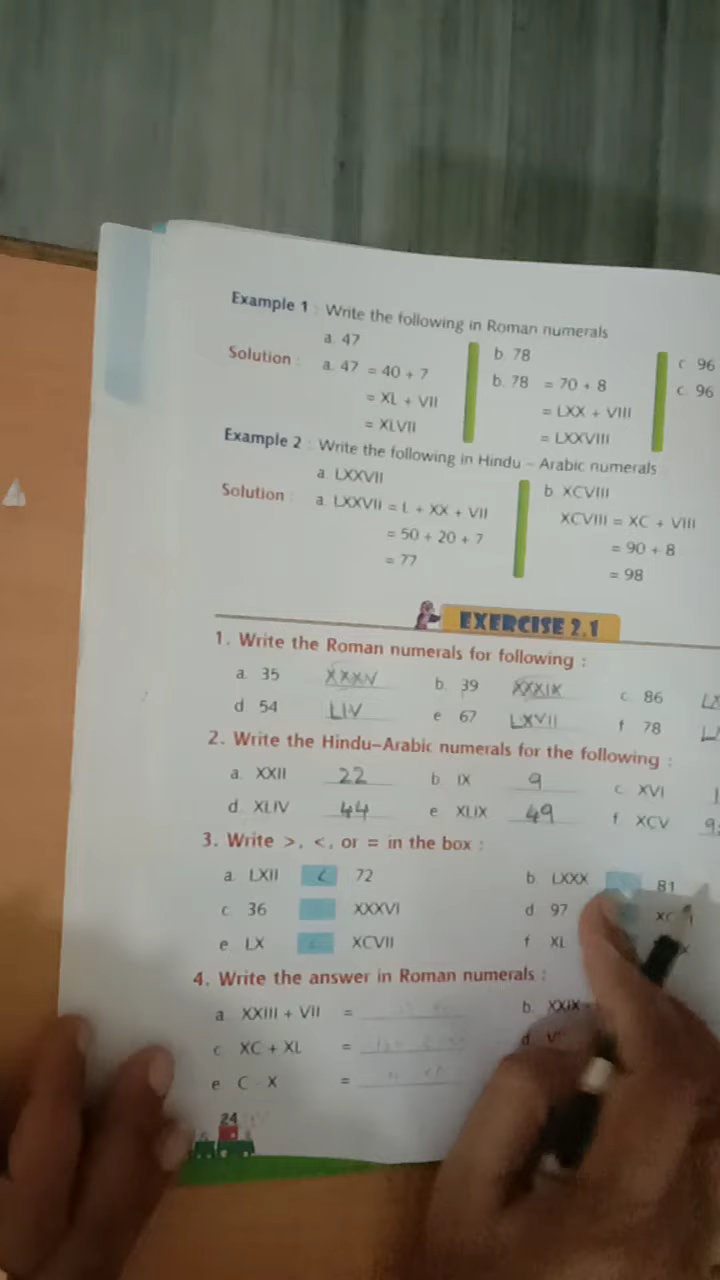 Example 1 : Write the following in Roman numerals
a. 47 b. 78 c. 96
Solution : a. 47 = 40 + 7 b. 78 = 70 + 8 c. 96
= XL + VII = LXX + VIII
= XLVII = LXXVIII
Example 2 : Write the following in Hindu - Arabic numerals
a. LXXVII b. XCVIII
Solution : a. LXXVII = L + XX + VII XCVIII = XC + VIII
= 50 + 20 + 7 = 90 + 8
= 77 = 98
EXERCISE 2.1
1. Write the Roman numerals for following :
a. 35 XXXV b. 39 XXXIX c. 86
d. 54 LIV e. 67 LXVII f. 78
2. Write the Hindu–Arabic numerals for the following :
a. XXII 22 b. IX 9 c. XVI
d. XLIV 44 e. XLIX 49 f. XCV
3. Write >, <, or = in the box :
a. LXII < 72 b. LXXX 81
c. 36 XXXVI d. 97
e. LX XCVII f. XL
4. Write the answer in Roman numerals :
a. XXIII + VII = b. XXIX
c. XC + XL = d.
e. C - X =
24